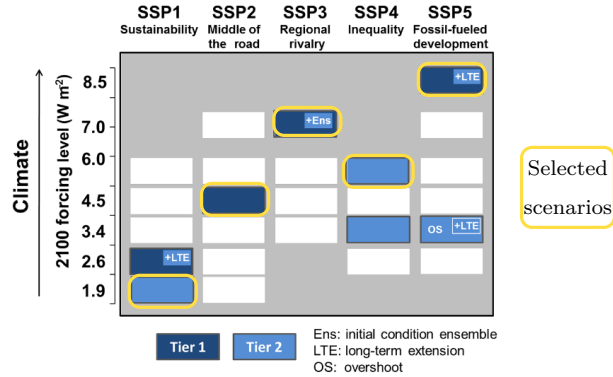 SSP1 SSP2 SSP3 SSP4 SSP5
Sustainability Middle of Regional Inequality Fossil-fueled
the road rivalry development
8.5 +LTE
7.0 +Ens
6.0
4.5
3.4 OS +LTE
2.6 +LTE
1.9
Climate
2100 forcing level (W m²)
Selected
scenarios
Tier 1 Tier 2
Ens: initial condition ensemble
LTE: long-term extension
OS: overshoot